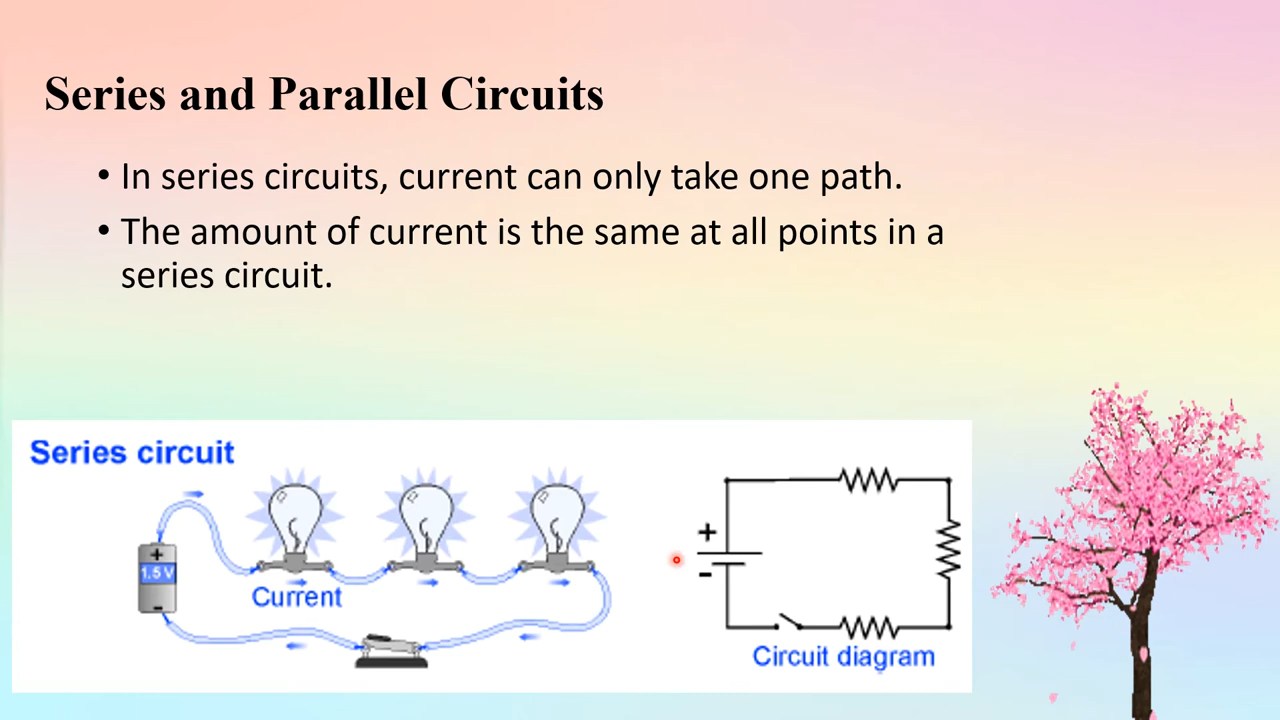 Series and Parallel Circuits
• In series circuits, current can only take one path.
• The amount of current is the same at all points in a
series circuit.
Series circuit
+
1.5 V
-
Current
+
-
Circuit diagram